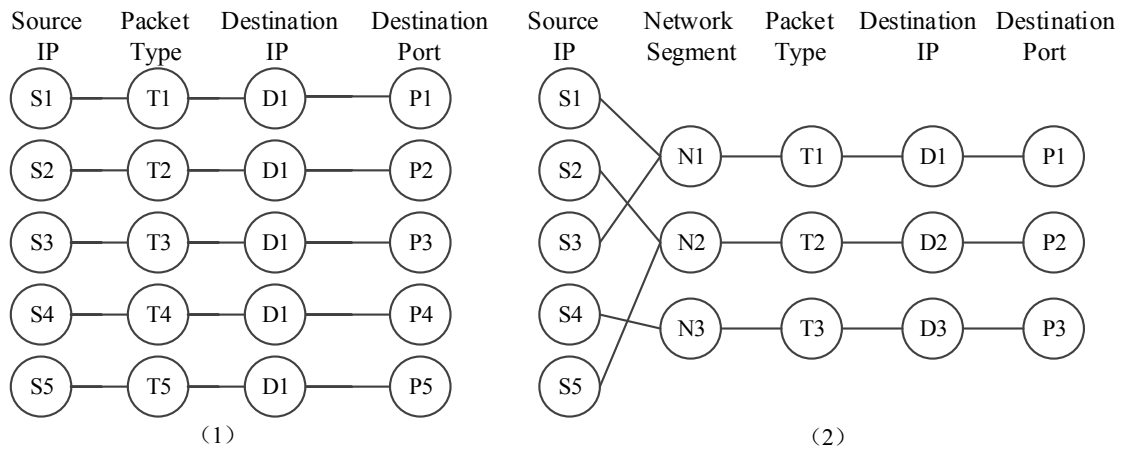 Source IP Packet Type Destination IP Destination Port
S1 T1 D1 P1
S2 T2 D1 P2
S3 T3 D1 P3
S4 T4 D1 P4
S5 T5 D1 P5
（1）
Source IP Network Segment Packet Type Destination IP Destination Port
S1
S2
S3
S4
S5
N1 T1 D1 P1
N2 T2 D2 P2
N3 T3 D3 P3
（2）